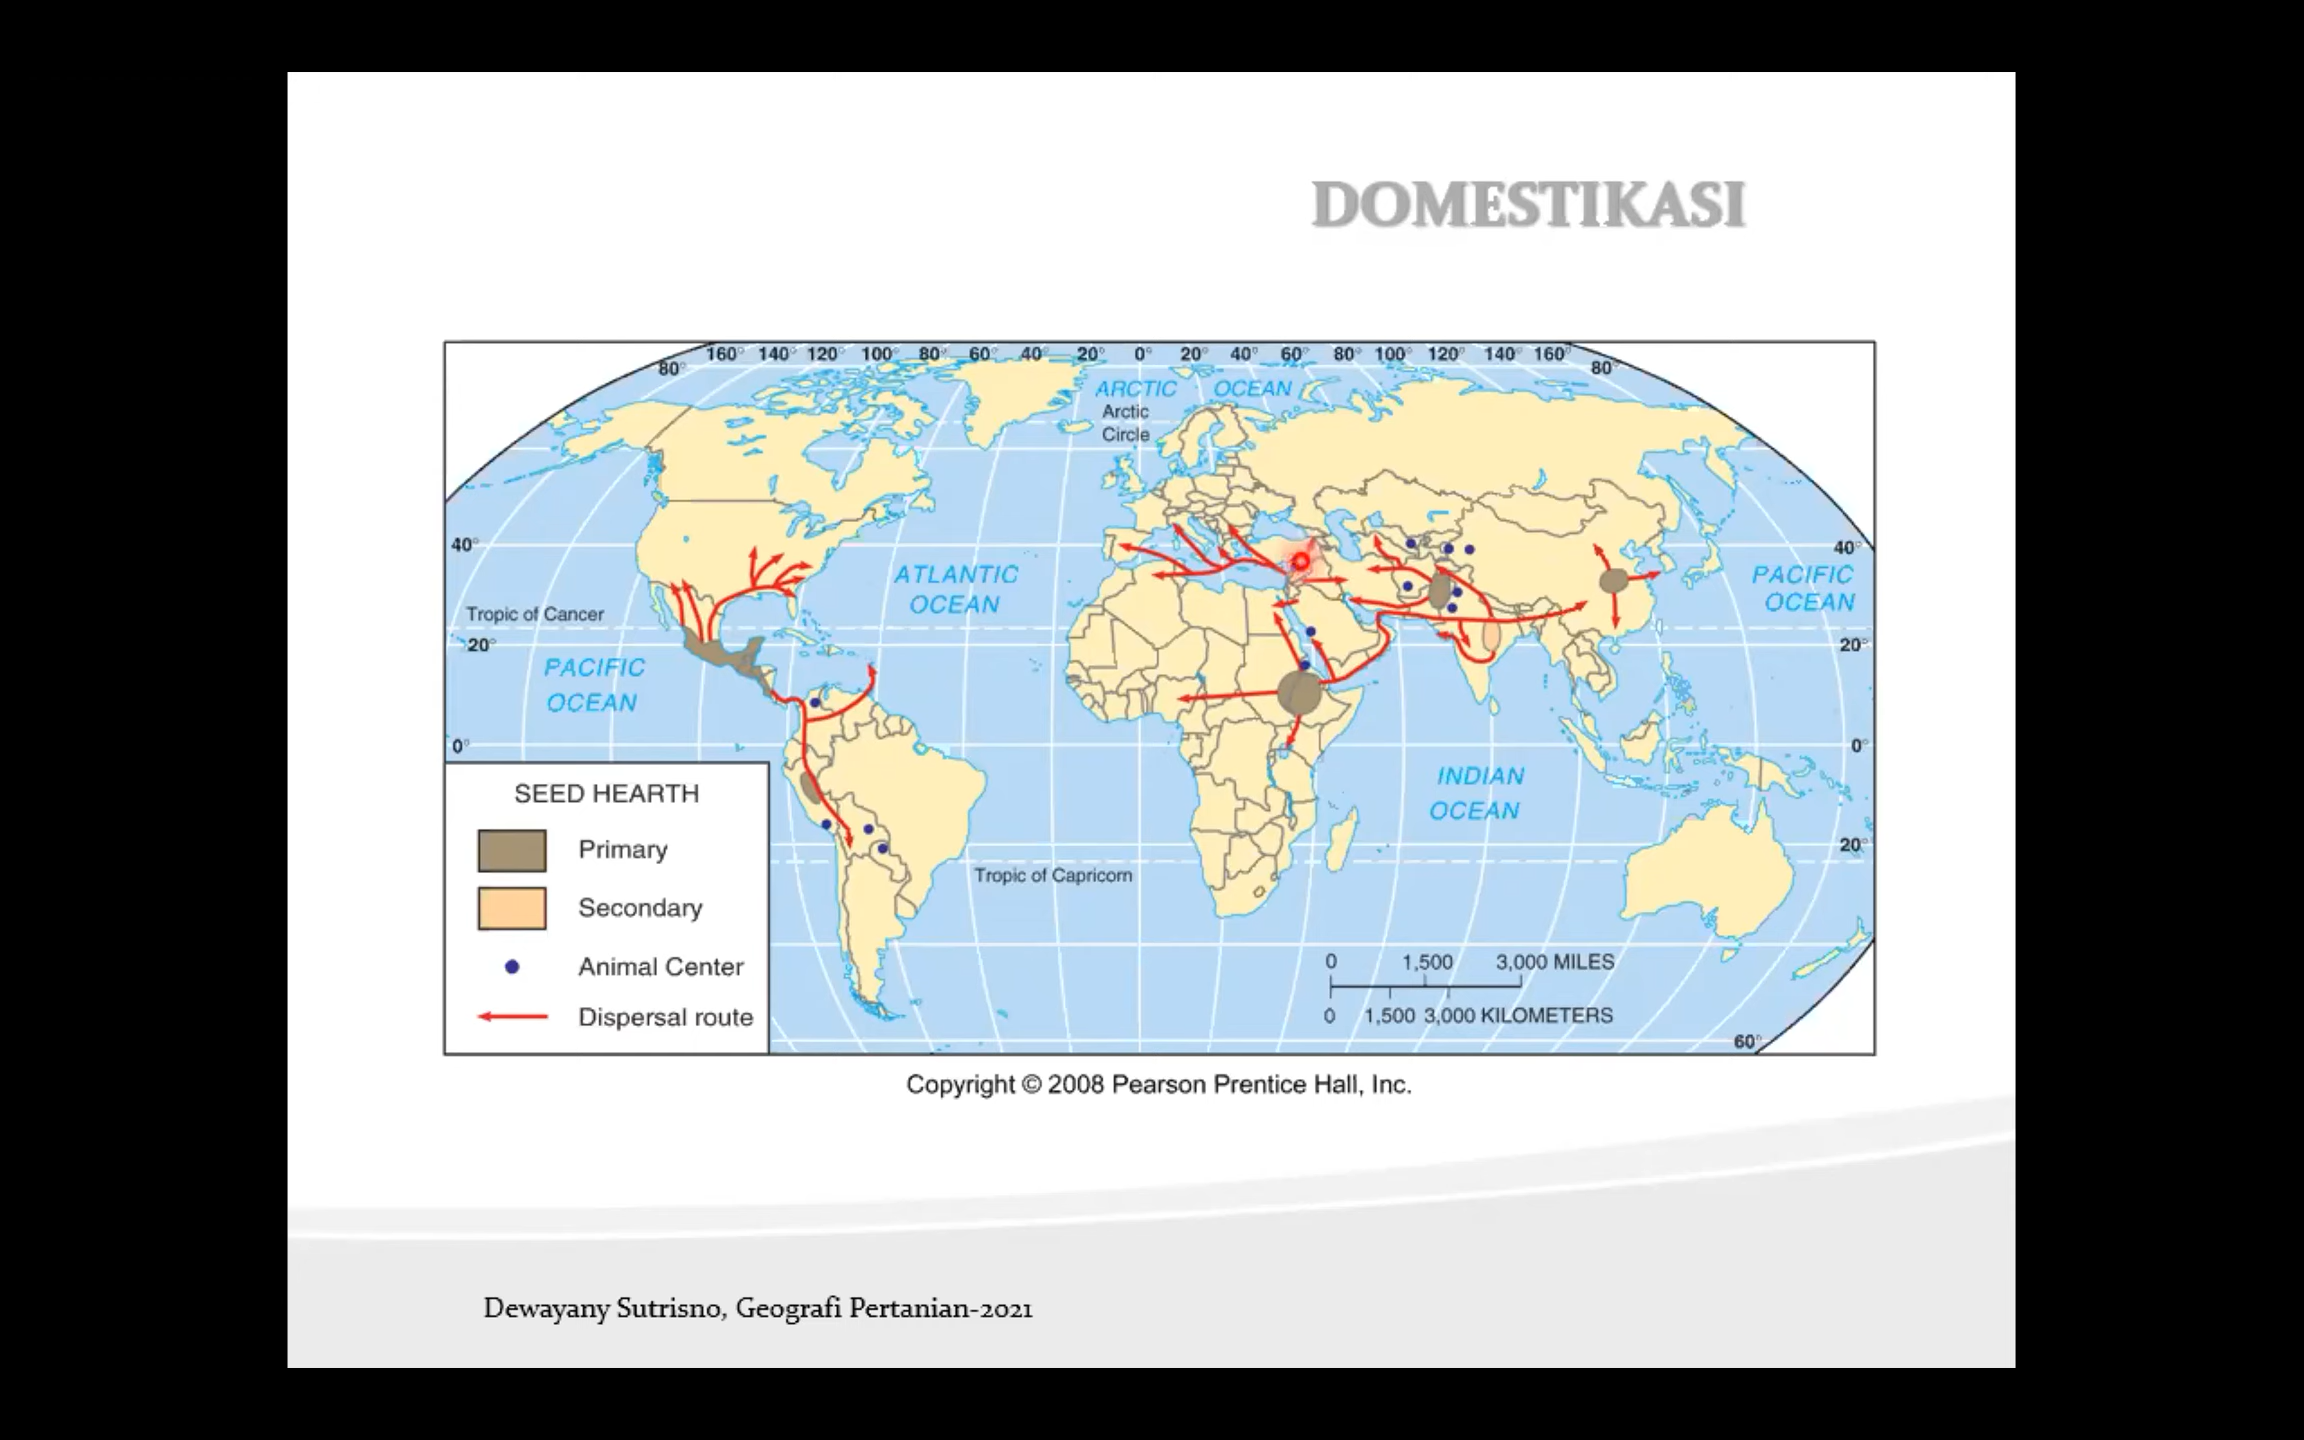 DOMESTIKASI
160° 140° 120° 100° 80° 60° 40° 20° 0° 20° 40° 60° 80° 100° 120° 140° 160°
80° 80°
ARCTIC OCEAN
Arctic
Circle
40° 40°
ATLANTIC
OCEAN
PACIFIC
OCEAN
Tropic of Cancer
20° 20°
PACIFIC
OCEAN
0° 0°
INDIAN
OCEAN
SEED HEARTH
Primary
Secondary
Animal Center
Dispersal route
20°
Tropic of Capricorn
0 1,500 3,000 MILES
0 1,500 3,000 KILOMETERS
60°
Copyright © 2008 Pearson Prentice Hall, Inc.
Dewayany Sutrisno, Geografi Pertanian-2021